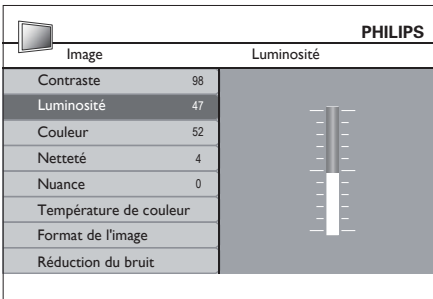 PHILIPS
Image Luminosité
Contraste 98
Luminosité 47
Couleur 52
Netteté 4
Nuance 0
Température de couleur
Format de l'image
Réduction du bruit